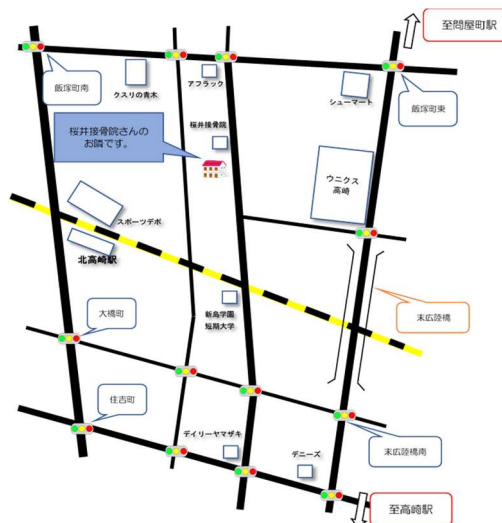 至問屋町駅
飯塚町南
クスリの青木
アフラック
シューマート
飯塚町東
桜井接骨院さんの
お隣です。
桜井接骨院
ウニクス
高崎
スポーツデポ
北高崎駅
新島学園
短期大学
末広陸橋
大橋町
住吉町
デイリーヤマザキ
デニーズ
末広陸橋南
至高崎駅